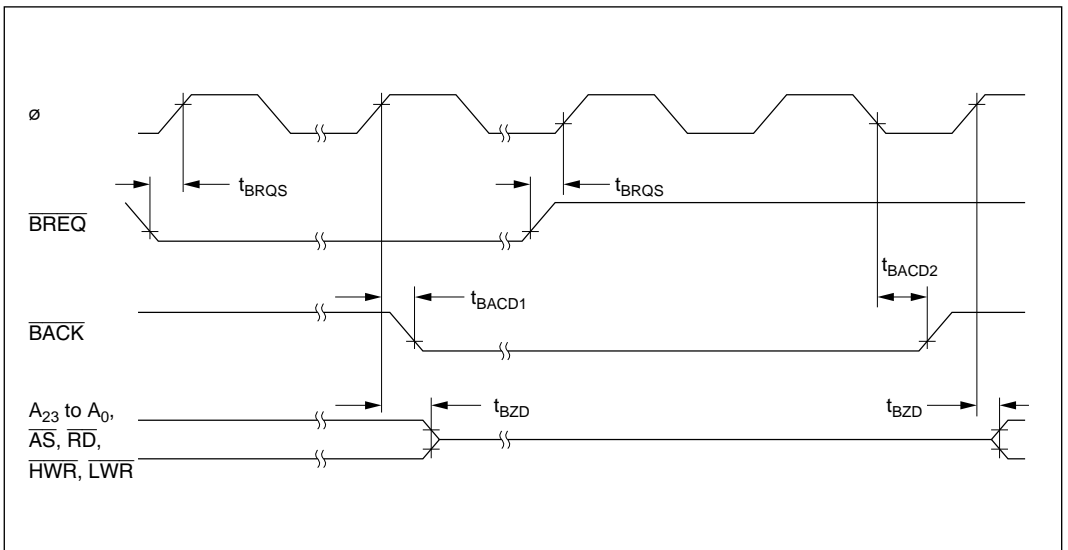 ø
tBRQS tBRQS
BREQ
tBACD2
tBACD1
BACK
A23 to A0,
tBZD tBZD
AS, RD,
HWR, LWR